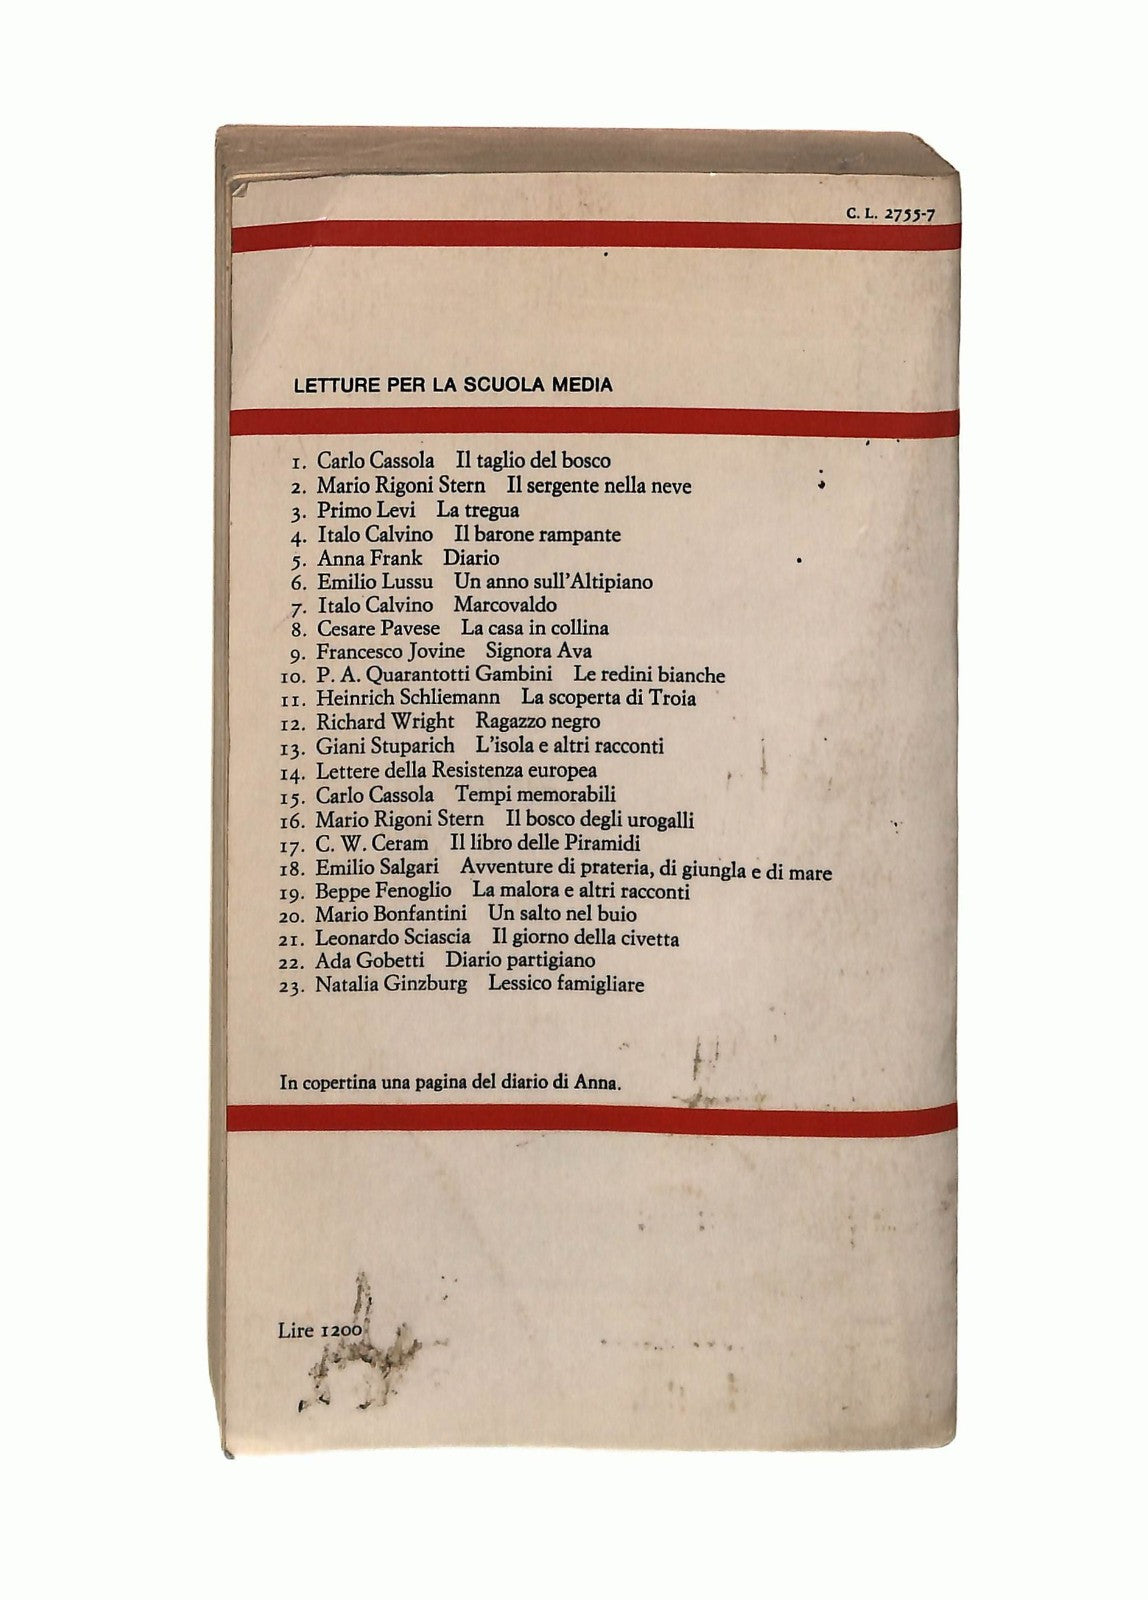 C. L. 2755-7
LETTURE PER LA SCUOLA MEDIA
1. Carlo Cassola Il taglio del bosco
2. Mario Rigoni Stern Il sergente nella neve
3. Primo Levi La tregua
4. Italo Calvino Il barone rampante
5. Anna Frank Diario
6. Emilio Lussu Un anno sull'Altipiano
7. Italo Calvino Marcovaldo
8. Cesare Pavese La casa in collina
9. Francesco Jovine Signora Ava
10. P. A. Quarantotti Gambini Le redini bianche
11. Heinrich Schliemann La scoperta di Troia
12. Richard Wright Ragazzo negro
13. Giani Stuparich L'isola e altri racconti
14. Lettere della Resistenza europea
15. Carlo Cassola Tempi memorabili
16. Mario Rigoni Stern Il bosco degli urogalli
17. C. W. Ceram Il libro delle Piramidi
18. Emilio Salgari Avventure di prateria, di giungla e di mare
19. Beppe Fenoglio La malora e altri racconti
20. Mario Bonfantini Un salto nel buio
21. Leonardo Sciascia Il giorno della civetta
22. Ada Gobetti Diario partigiano
23. Natalia Ginzburg Lessico famigliare
In copertina una pagina del diario di Anna.
Lire 1200